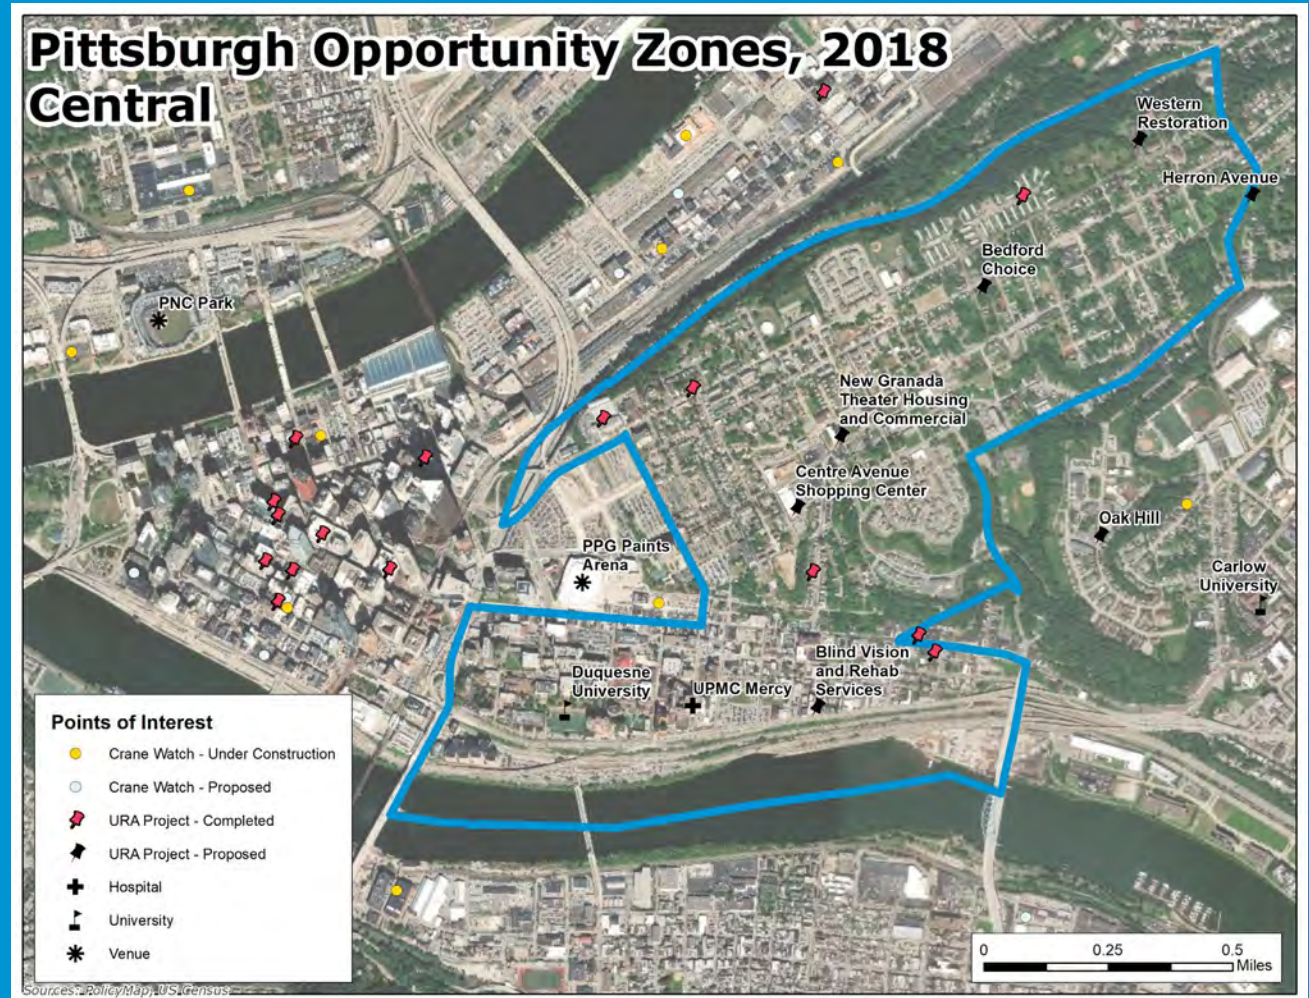 Pittsburgh Opportunity Zones, 2018
Central
Western
Restoration
Herron Avenue
Bedford
Choice
PNC Park
New Granada
Theater Housing
and Commercial
Centre Avenue
Shopping Center
Oak Hill
PPG Paints
Arena
Carlow
University
Blind Vision
and Rehab
Services
Duquesne
University
UPMC Mercy
Points of Interest
Crane Watch - Under Construction
Crane Watch - Proposed
URA Project - Completed
URA Project - Proposed
Hospital
University
Venue
0 0.25 0.5
Miles
Sources: PolicyMap, US Census